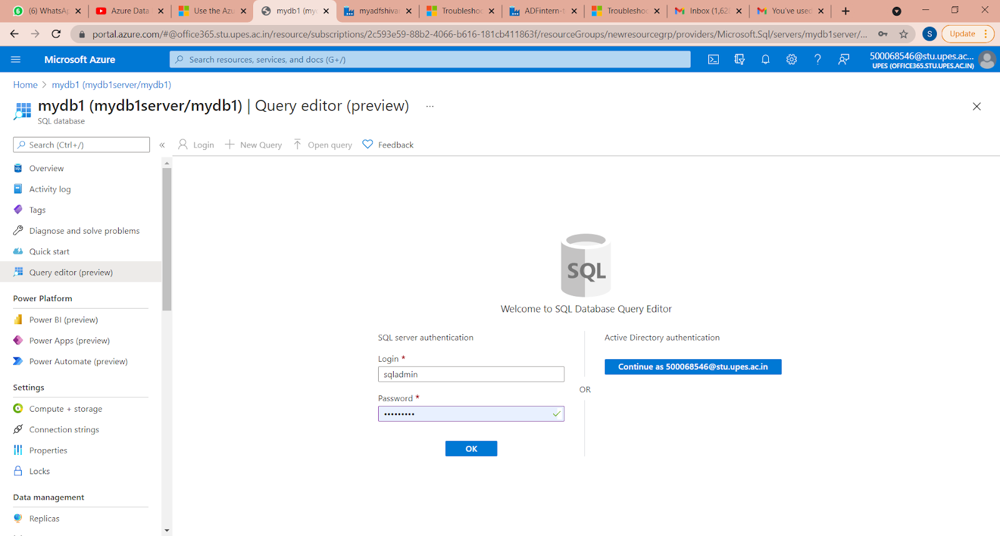 (6) WhatsAp
Azure Data
Use the Azu
mydb1 (my
myadfshivan
Troubleshoo
ADFintern-t
Troubleshoo
Inbox (1,62
You've used
portal.azure.com/#@office365.stu.upes.ac.in/resource/subscriptions/2c593e59-88b2-4066-b616-181cb411863f/resourceGroups/newresourcegrp/providers/Microsoft.Sql/servers/mydb1server/...
S
Update
Microsoft Azure
Search resources, services, and docs (G+/)
500068546@stu.upes.ac...
UPES (OFFICE365.STU.UPES.AC.IN)
Home > mydb1 (mydb1server/mydb1)
mydb1 (mydb1server/mydb1) | Query editor (preview) ...
SQL database
Search (Ctrl+/)
«
Login
New Query
Open query
Feedback
Overview
Activity log
Tags
Diagnose and solve problems
Quick start
Query editor (preview)
Power Platform
Power BI (preview)
Power Apps (preview)
Power Automate (preview)
Settings
Compute + storage
Connection strings
Properties
Locks
Data management
Replicas
SQL
Welcome to SQL Database Query Editor
SQL server authentication
Login *
sqladmin
Password *
•••••••••
OK
OR
Active Directory authentication
Continue as 500068546@stu.upes.ac.in